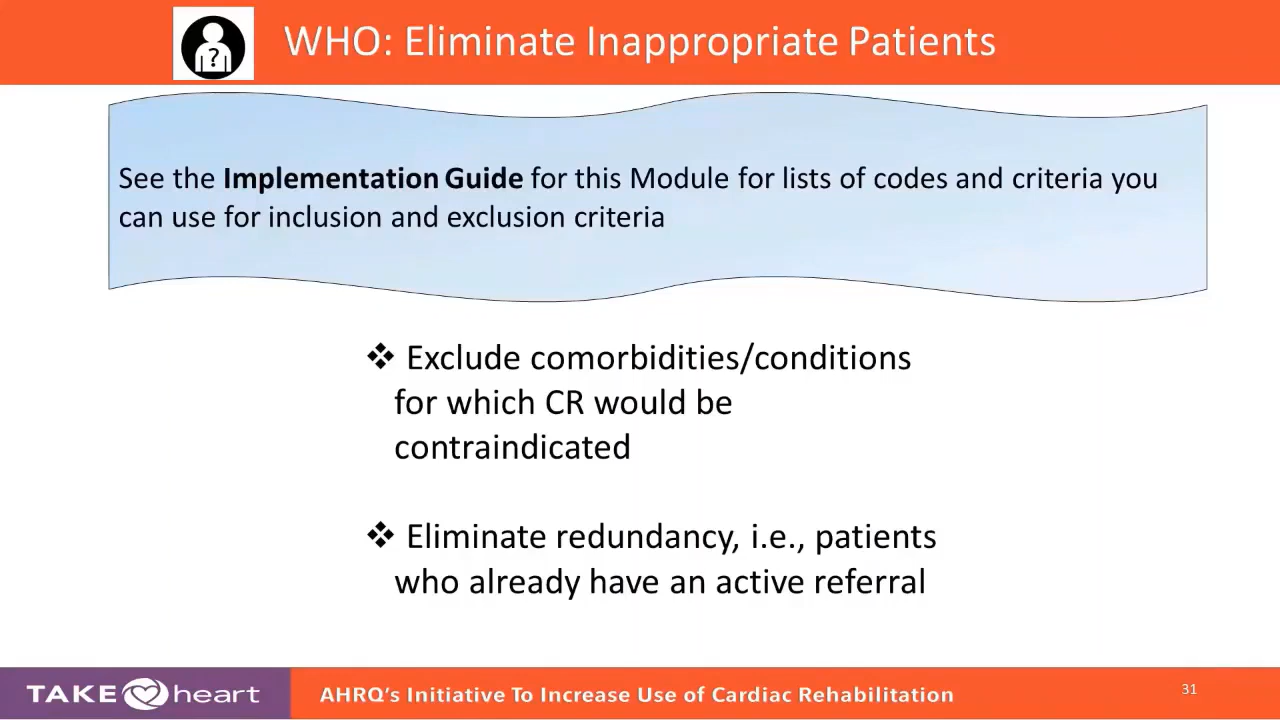 ?
WHO: Eliminate Inappropriate Patients
See the Implementation Guide for this Module for lists of codes and criteria you
can use for inclusion and exclusion criteria
❖ Exclude comorbidities/conditions
for which CR would be
contraindicated
❖ Eliminate redundancy, i.e., patients
who already have an active referral
TAKE heart
AHRQ's Initiative To Increase Use of Cardiac Rehabilitation
31